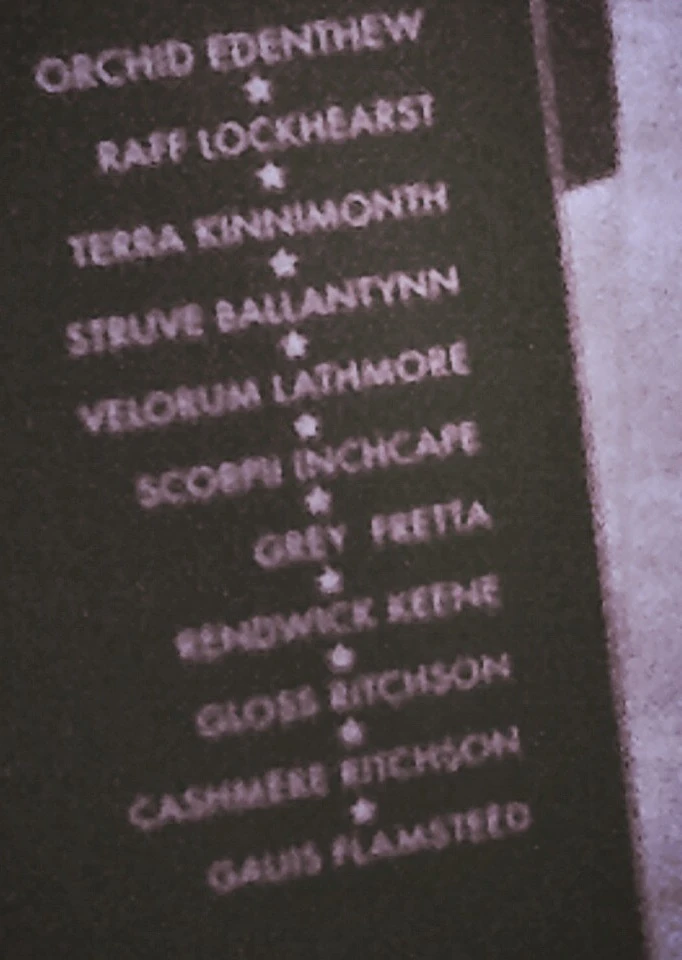 ORCHID EDENTHEW
RAFF LOCKHEARST
TERRA KINNIMONTH
STRUVE BALLANTYNN
VELORUM LATHMORE
SCORPII INCHCAPE
GREY FRETTA
RENDWICK KEENE
GLOSS RITCHSON
CASHMERE RITCHSON
GAUIS FLAMSTEED